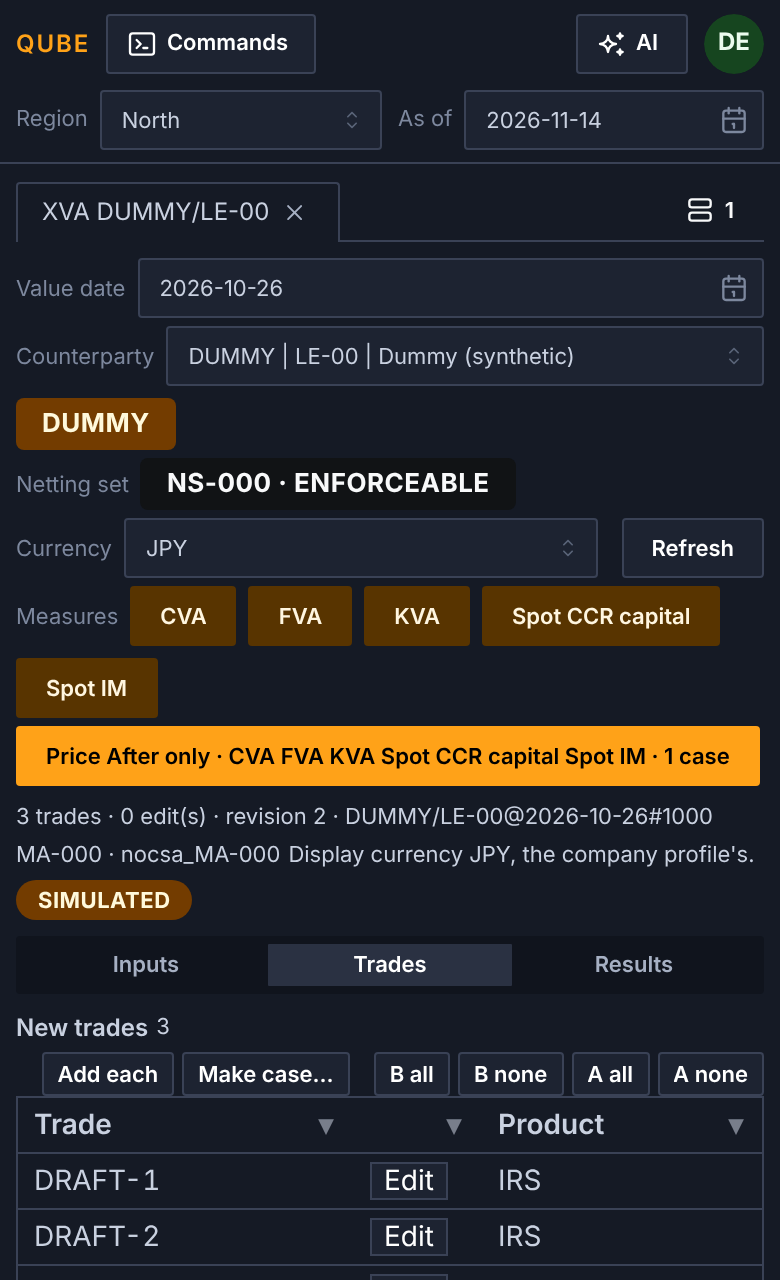 QUBE Commands AI DE
Region North As of 2026-11-14
XVA DUMMY/LE-00 1
Value date 2026-10-26
Counterparty DUMMY | LE-00 | Dummy (synthetic)
DUMMY
Netting set NS-000 · ENFORCEABLE
Currency JPY Refresh
Measures CVA FVA KVA Spot CCR capital
Spot IM
Price After only · CVA FVA KVA Spot CCR capital Spot IM · 1 case
3 trades · 0 edit(s) · revision 2 · DUMMY/LE-00@2026-10-26#1000
MA-000 · nocsa_MA-000 Display currency JPY, the company profile's.
SIMULATED
Inputs Trades Results
New trades 3
Add each Make case... B all B none A all A none
Trade Product
DRAFT-1 Edit IRS
DRAFT-2 Edit IRS